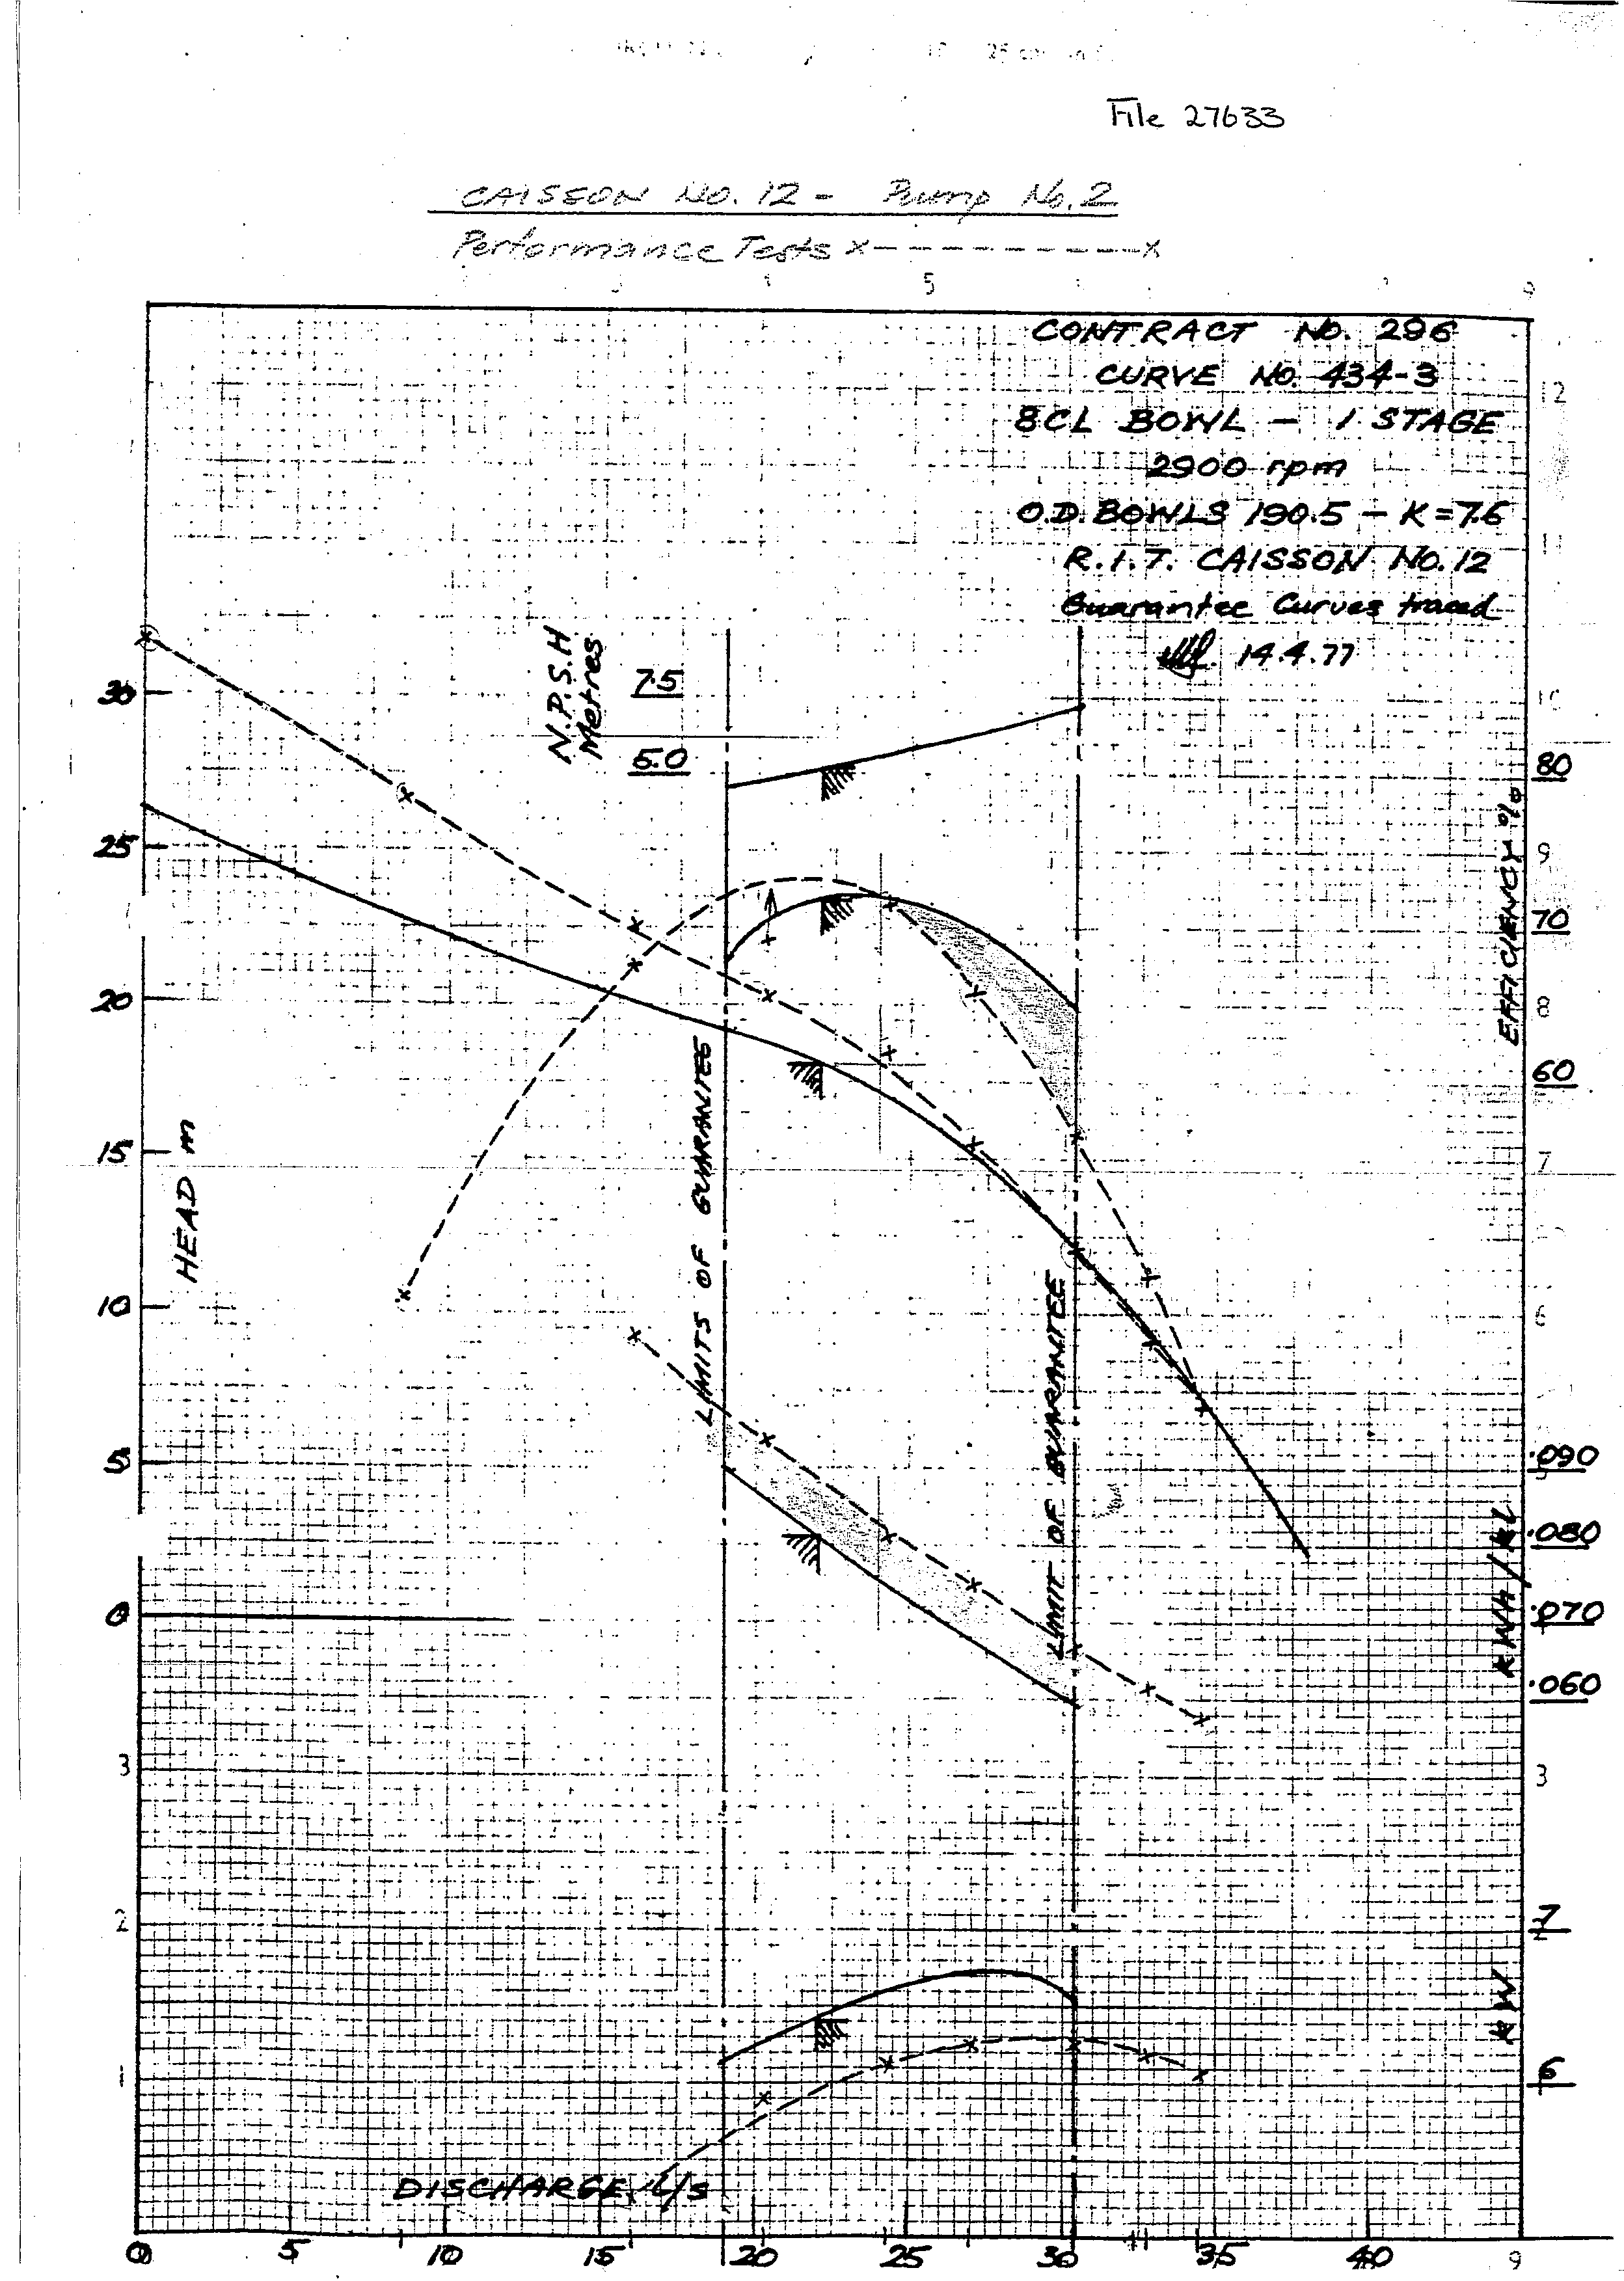 File 27633
CAISSON NO. 12 - Pump No. 2
Performance Tests x----------x
5
9
CONTRACT NO. 296
CURVE NO. 434-3
8CL BOWL - 1 STAGE
2900 rpm
O.D. BOWLS 190.5 - K=7.6
R.I.T. CAISSON NO. 12
Guarantee Curves traced
14.4.77
N.P.S.H
Metres
7.5
5.0
30
25
20
15
10
5
0
3
2
1
HEAD m
LIMITS OF GUARANTEE
LIMIT OF GUARANTEE
12
11
10
80
9
70
8
60
7
6
EFFICIENCY %
.090
.080
.070
.060
KWH/KL
3
7
6
KW
DISCHARGE L/s
0 5 10 15 20 25 30 35 40 9